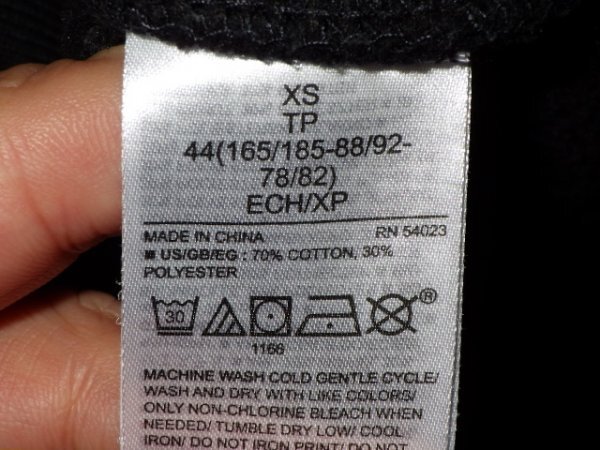 XS
TP
44(165/185-88/92-
78/82)
ECH/XP
MADE IN CHINA RN 54023
US/GB/EG : 70% COTTON, 30%
POLYESTER
30 ®
1166
MACHINE WASH COLD GENTLE CYCLE/
WASH AND DRY WITH LIKE COLORS/
ONLY NON-CHLORINE BLEACH WHEN
NEEDED/ TUMBLE DRY LOW/ COOL
IRON/ DO NOT IRON PRINT/ DO NOT